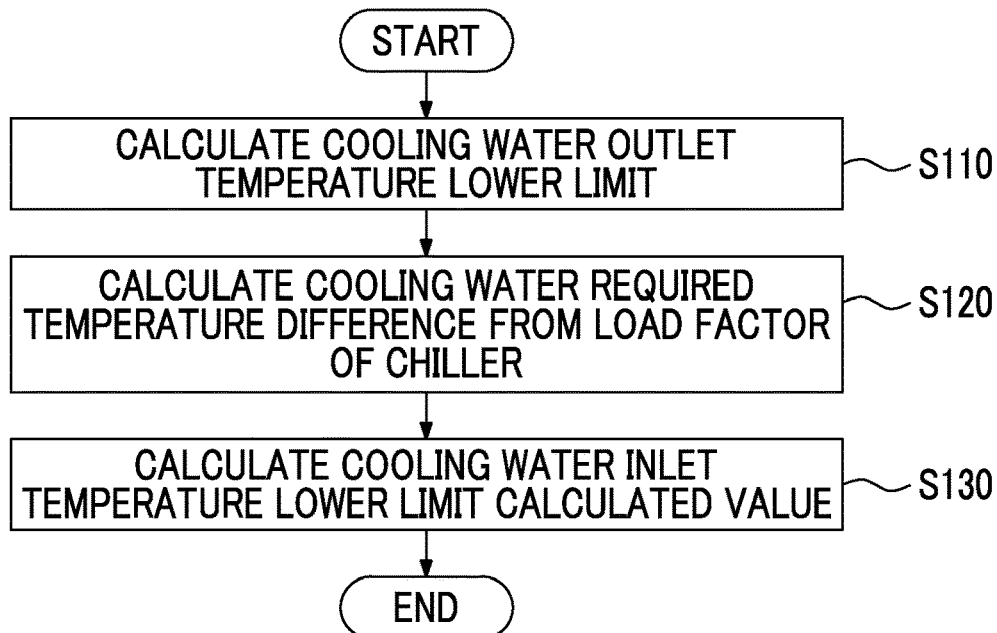 START
CALCULATE COOLING WATER OUTLET
TEMPERATURE LOWER LIMIT
S110
CALCULATE COOLING WATER REQUIRED
TEMPERATURE DIFFERENCE FROM LOAD FACTOR
OF CHILLER
S120
CALCULATE COOLING WATER INLET
TEMPERATURE LOWER LIMIT CALCULATED VALUE
S130
END